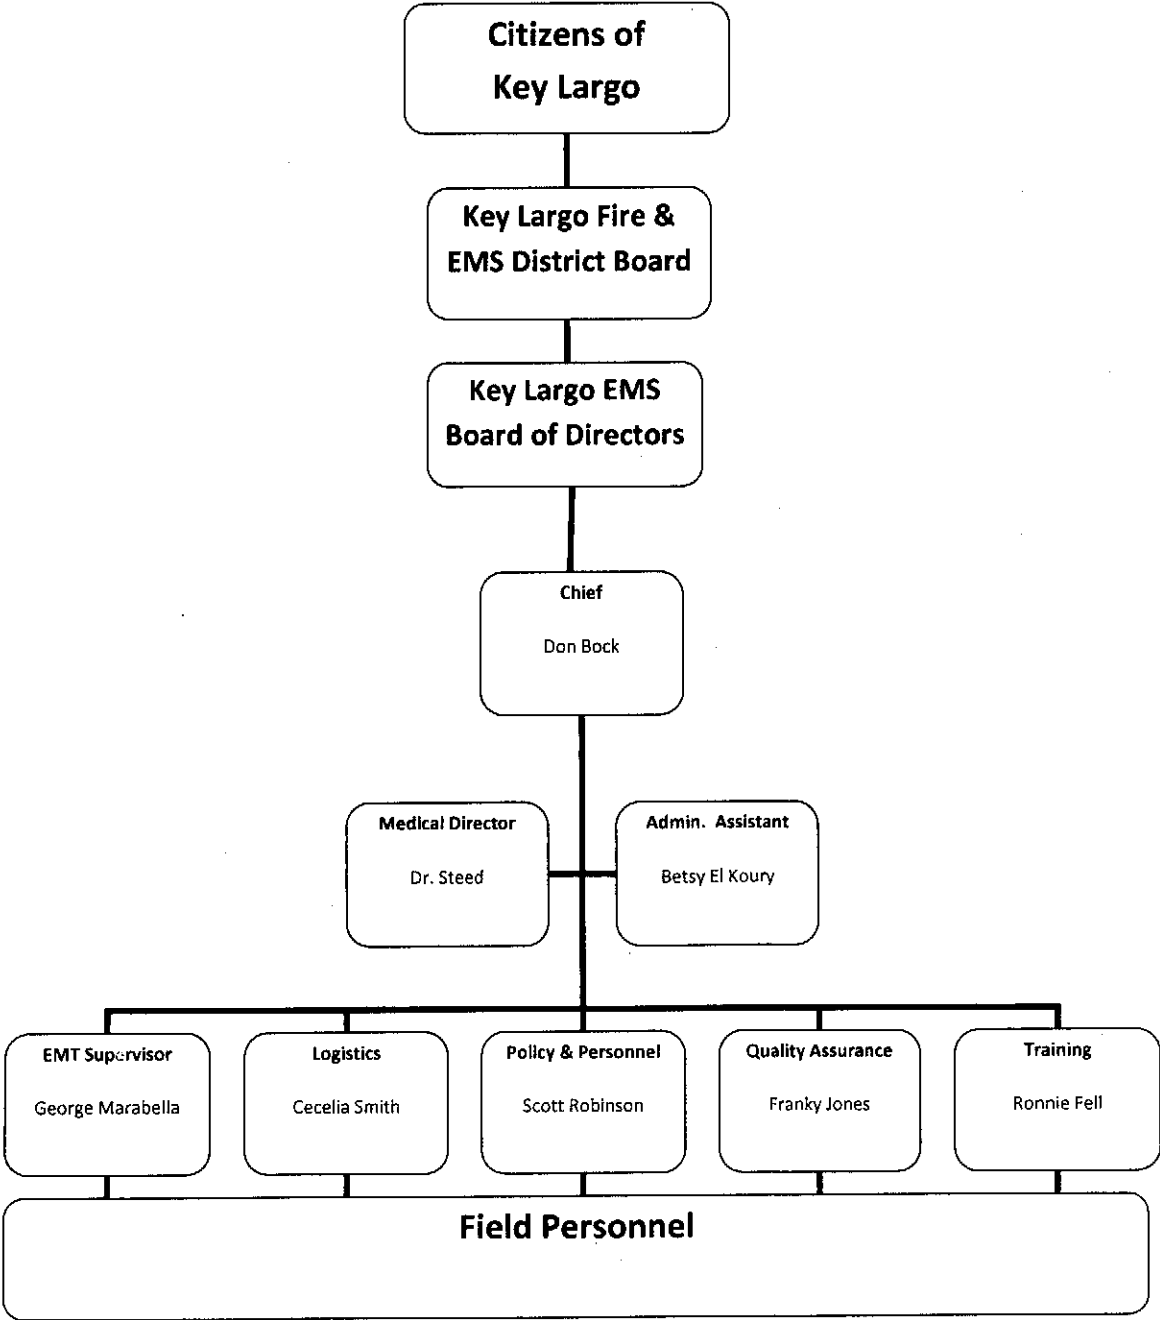 Citizens of
Key Largo
Key Largo Fire &
EMS District Board
Key Largo EMS
Board of Directors
Chief
Don Bock
Medical Director
Dr. Steed
Admin. Assistant
Betsy El Koury
EMT Supervisor
George Marabella
Logistics
Cecelia Smith
Policy & Personnel
Scott Robinson
Quality Assurance
Franky Jones
Training
Ronnie Fell
Field Personnel